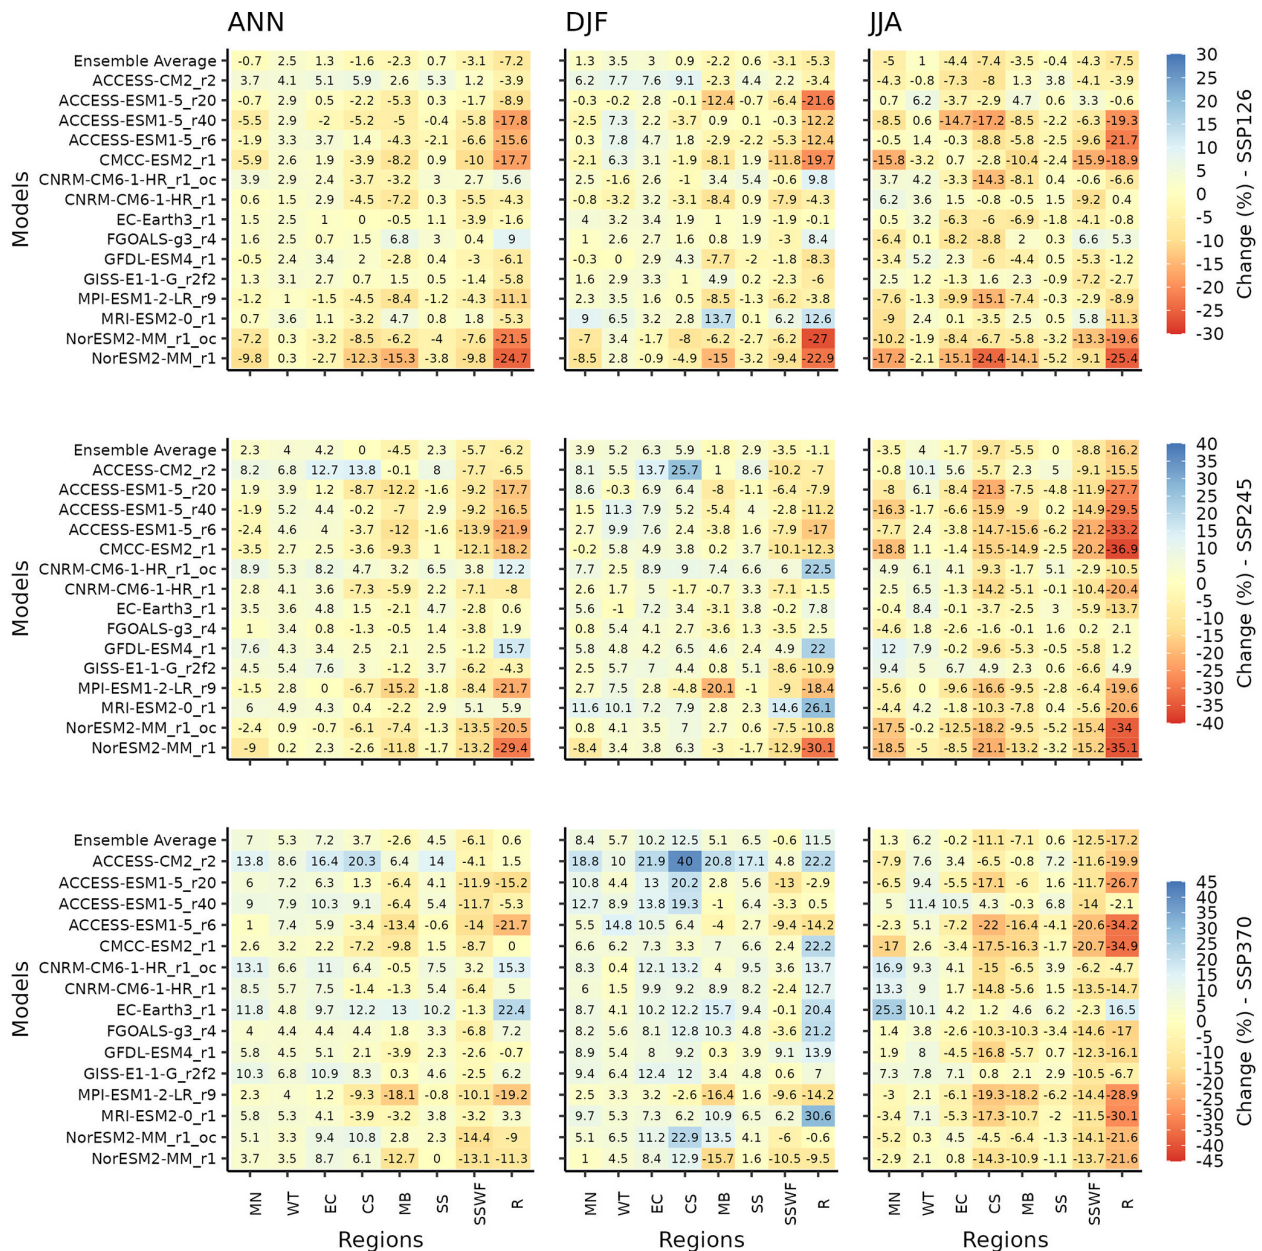 ANN DJF JJA
Ensemble Average -0.7 2.5 1.3 -1.6 -2.3 0.7 -3.1 -7.2 1.3 3.5 3 0.9 -2.2 0.6 -3.1 -5.3 -5 1 -4.4 -7.4 -3.5 -0.4 -4.3 -7.5
ACCESS-CM2_r2 3.7 4.1 5.1 5.9 2.6 5.3 1.2 -3.9 6.2 7.7 7.6 9.1 -2.3 4.4 -2.3 -3.4 -4.3 -0.8 -7.3 -8 1.3 -1.8 -4.1 -3.9
ACCESS-ESM1-5_r20 -0.7 2.9 0.5 -2.2 -5.3 0.3 -1.7 -8.9 -0.3 -0.2 2.8 -0.1 -12.4 -0.7 -6.4 -21.6 0.7 6.2 -3.7 -2.9 4.7 0.6 3.3 -0.6
ACCESS-ESM1-5_r40 -5.5 2.9 -2 -5.2 -5 -0.4 -5.8 -17.8 -2.5 7.3 2.2 -3.7 0.9 0.1 -0.3 -12.2 -8.5 0.6 -14.7 -17.2 -8.5 -2.2 -6.3 -19.3
ACCESS-ESM1-5_r6 -1.9 3.3 3.7 1.4 -4.3 -2.1 -6.6 -15.6 0.3 7.8 4.7 1.8 -2.9 -2.2 -5.3 -12.4 -0.5 1.4 -0.3 -8.8 -5.8 -2.5 -9.6 -21.7
CMCC-ESM2_r1 -5.9 2.6 1.9 -3.9 -8.2 0.9 -10 -17.7 -2.1 6.3 3.1 -1.9 -8.1 1.9 -11.8 -19.7 -15.8 -3.2 0.7 -2.8 -10.4 -2.4 -15.9 -18.9
CNRM-CM6-1-HR_r1_oc 3.9 2.9 2.4 -3.7 -3.2 3 2.7 5.6 2.5 -1.6 2.6 -1 3.4 5.4 -0.6 9.8 3.7 4.2 -3.3 -14.3 -8.1 0.4 -0.6 -6.6
CNRM-CM6-1-HR_r1 0.6 1.5 2.9 -4.5 -7.2 0.3 -5.5 -4.3 -0.8 -3.2 3.2 -3.1 -8.4 0.9 -7.9 -4.3 6.2 3.6 1.5 -0.8 -0.5 1.5 -9.2 0.4
EC-Earth3_r1 1.5 2.5 1 0 -0.5 1.1 -3.9 -1.6 4 3.2 3.4 1.9 1 1.9 -1.9 -0.1 0.5 3.2 -6.3 -6 -6.9 -1.8 -4.1 -0.8
FGOALS-g3_r4 1.6 2.5 0.7 1.5 6.8 3 0.4 9 1 2.6 2.7 1.6 0.8 1.9 -3 8.4 -6.4 0.1 -8.2 -8.8 2 0.3 6.6 5.3
GFDL-ESM4_r1 -0.5 2.4 3.4 2 -2.8 0.4 -3 -6.1 -0.3 0 2.9 4.3 -7.7 -2 -1.8 -8.3 -3.4 5.2 2.3 -6 -4.4 0.5 -5.3 -1.2
GISS-E1-1-G_r2f2 1.3 3.1 2.7 0.7 1.5 0.5 -1.4 -5.8 1.6 2.9 3.3 1.1 4.9 0.2 -2.3 -6 2.5 1.2 -1.3 1.6 2.3 -0.9 -7.2 -2.7
MPI-ESM1-2-LR_r9 -1.2 1 -1.5 -4.5 -8.4 -1.2 -4.3 -11.1 2.3 3.5 1.6 0.5 -8.5 -1.3 -6.2 -3.8 -7.6 -1.3 -9.9 -15.1 -7.4 -0.3 -2.9 -8.9
MRI-ESM2-0_r1 0.7 3.6 1.1 -3.2 4.7 0.8 1.8 -5.3 9 6.5 3.2 2.8 13.7 0.9 6.2 12.6 -9 2.4 0.1 -3.5 2.5 0.5 5.8 -11.3
NorESM2-MM_r1_oc -7.2 0.3 -3.2 -8.5 -6.2 -4 -7.6 -21.5 -7 3.4 -1.7 -8 -6.2 -2.7 -6.2 -27 -10.2 -1.9 -8.4 -6.7 -5.8 -3.2 -13.3 -19.6
NorESM2-MM_r1 -9.8 0.3 -2.7 -12.3 -15.3 -3.8 -9.8 -24.7 -8.5 2.8 -0.9 -4.9 -15 -3.2 -9.4 -22.9 -17.2 -2.1 -15.1 -24.4 -14.1 -5.2 -9.1 -25.4
Models
30
25
20
15
10
5
0
-5
-10
-15
-20
-25
-30
Change (%) - SSP126
Ensemble Average 2.3 4 4.2 0 -4.5 2.3 -5.7 -6.2 3.9 5.2 6.3 5.9 -1.8 2.9 -3.5 -1.1 -3.5 4 -1.7 -9.7 -5.5 0 -8.8 -16.2
ACCESS-CM2_r2 8.2 6.8 12.7 13.8 -0.1 8 -7.7 -6.5 8.1 5.5 13.7 25.7 1 8.6 -10.2 -7 -0.8 10.1 5.6 -5.7 2.3 5 -9.1 -15.5
ACCESS-ESM1-5_r20 1.9 3.9 1.2 -8.7 -12.2 -1.6 -9.2 -17.7 8.6 -0.3 6.9 6.4 -8 -1.1 -6.4 -7.9 -8 6.1 -8.4 -21.3 -7.5 -4.8 -11.9 -27.7
ACCESS-ESM1-5_r40 -1.9 5.2 4.4 -0.2 -7 2.9 -9.2 -16.5 1.5 11.3 7.9 5.2 -5.4 4 -2.8 -11.2 -16.3 -1.7 -6.6 -15.9 -9 0.2 -14.9 -29.5
ACCESS-ESM1-5_r6 -2.4 4.6 4 -3.7 -12 -1.6 -13.9 -21.9 -2.7 9.9 7.6 2.4 -3.8 1.6 -7.9 -17 -7.7 2.4 -3.8 -14.7 -15.6 -6.2 -21.2 -33.2
CMCC-ESM2_r1 -3.5 2.7 2.5 -3.6 -9.3 1 -12.1 -18.2 -0.2 5.8 4.9 3.8 0.2 3.7 -10.1 -12.3 -18.8 1.1 -1.4 -15.5 -14.9 -2.5 -20.2 -36.9
CNRM-CM6-1-HR_r1_oc 8.9 5.3 8.2 4.7 3.2 6.5 3.8 12.2 7.7 2.5 8.9 9 7.4 6.6 6 22.5 4.9 6.1 4.1 -9.3 -1.7 5.1 -2.9 -10.5
CNRM-CM6-1-HR_r1 2.8 4.1 3.6 -7.3 -5.9 2.2 -7.1 -8 2.6 1.7 5 -1.7 -0.7 3.3 -7.1 -1.5 2.5 6.5 -1.2 -14.2 -5.1 -0.1 -10.4 -20.4
EC-Earth3_r1 3.5 3.6 4.8 1.5 -2.1 4.7 -2.8 0.6 5.6 -1 7.2 3.4 -3.1 3.8 -0.2 7.8 -0.4 8.4 -0.1 -3.7 -2.5 3 -5.9 -13.7
FGOALS-g3_r4 1 3.4 0.8 -1.3 -0.5 1.4 -3.8 1.9 0.8 5.4 4.1 2.7 -3.6 1.3 -3.5 2.5 -4.6 1.8 -2.6 -1.6 -0.1 1.6 0.2 2.1
GFDL-ESM4_r1 7.6 4.3 3.4 2.5 2.1 2.5 -1.2 15.7 5.8 4.8 4.2 6.5 4.6 2.4 4.9 22 12 7.9 -0.2 -9.6 -5.3 -0.5 -5.8 1.2
GISS-E1-1-G_r2f2 4.5 5.4 7.6 3 -1.2 3.7 -6.2 -4.3 2.5 5.7 7 4.4 0.8 5.1 -8.6 -10.9 9.4 5 6.7 4.9 2.3 0.6 -6.6 4.9
MPI-ESM1-2-LR_r9 -1.5 2.8 0 -6.7 -15.2 -1.8 -8.4 -21.7 2.7 7.5 2.8 -4.8 -20.1 -1 -9 -18.4 -5.6 0 -9.6 -16.6 -9.5 -2.8 -6.4 -19.6
MRI-ESM2-0_r1 6 4.9 4.3 0.4 -2.2 2.9 5.1 5.9 11.6 10.1 7.2 7.9 2.8 2.3 14.6 26.1 -4.4 4.2 -1.8 -10.3 -7.8 0.4 -5.6 -20.6
NorESM2-MM_r1_oc -2.4 0.9 -0.7 -6.1 -7.4 -1.3 -13.5 -20.5 0.8 4.1 3.5 7 2.7 0.6 -7.5 -10.8 -17.5 -0.2 -12.5 -18.2 -9.5 -5.2 -15.4 -34
NorESM2-MM_r1 -9 0.2 2.3 -2.6 -11.8 -1.7 -13.2 -29.4 -8.4 3.4 3.8 6.3 -3 -1.7 -12.9 -30.1 -18.5 -5 -8.5 -21.1 -13.2 -3.2 -15.2 -35.1
Models
40
35
30
25
20
15
10
5
0
-5
-10
-15
-20
-25
-30
-35
-40
Change (%) - SSP245
Ensemble Average 7 5.3 7.2 3.7 -2.6 4.5 -6.1 0.6 8.4 5.7 10.2 12.5 5.1 6.5 -0.6 11.5 1.3 6.2 -0.2 -11.1 -7.1 0.6 -12.5 -17.2
ACCESS-CM2_r2 13.8 8.6 16.4 20.3 6.4 14 -4.1 1.5 18.8 10 21.9 40 20.8 17.1 4.8 22.2 -7.9 7.6 3.4 -6.5 -0.8 7.2 -11.6 -19.9
ACCESS-ESM1-5_r20 6 7.2 6.3 1.3 -6.4 4.1 -11.9 -15.2 10.8 4.4 13 20.2 2.8 5.6 -13 -2.9 -6.5 9.4 -5.5 -17.1 -6 1.6 -11.7 -26.7
ACCESS-ESM1-5_r40 9 7.9 10.3 9.1 -6.4 5.4 -11.7 -5.3 12.7 8.9 13.8 19.3 -1 6.4 -3.3 0.5 5 11.4 10.5 4.3 -0.3 6.8 -14 -2.1
ACCESS-ESM1-5_r6 1 7.4 5.9 -3.4 -13.4 -0.6 -14 -21.7 5.5 14.8 10.5 6.4 -4 2.7 -9.4 -14.2 -2.3 5.1 -7.2 -22 -16.4 -4.1 -20.6 -34.2
CMCC-ESM2_r1 2.6 3.2 2.2 -7.2 -9.8 1.5 -8.7 0 6.6 6.2 7.3 3.3 7 6.6 2.4 22.2 -17 2.6 -3.4 -17.5 -16.3 -1.7 -20.7 -34.9
CNRM-CM6-1-HR_r1_oc 13.1 6.6 11 6.4 -0.5 7.5 3.2 15.3 8.3 0.4 12.1 13.2 4 9.5 3.6 13.7 16.9 9.3 4.1 -15 -6.5 3.9 -6.2 -4.7
CNRM-CM6-1-HR_r1 8.5 5.7 7.5 -1.4 -1.3 5.4 -6.4 5 6 1.5 9.9 9.2 7.2 8.9 -2.4 12.7 13.3 9 1.7 -14.8 -5.6 1.5 -13.5 -14.7
EC-Earth3_r1 11.8 4.8 9.7 12.2 13 10.2 -1.3 22.4 8.7 4.1 10.2 12.2 15.7 9.4 -0.1 20.4 25.3 10.1 4.2 1.2 4.6 6.2 -2.3 16.5
FGOALS-g3_r4 4 4.4 4.4 4.4 1.8 3.3 -6.8 7.2 8.2 5.6 8.1 12.8 10.3 4.8 -3.6 21.2 1.4 3.8 -2.6 -10.3 -10.3 -3.4 -14.6 -17
GFDL-ESM4_r1 5.8 4.5 5.1 2.1 -3.9 2.3 -2.6 -0.7 8.9 5.4 8 9.2 0.3 3.9 9.1 13.9 1.9 8 -4.5 -16.8 -5.7 0.7 -12.3 -16.1
GISS-E1-1-G_r2f2 10.3 6.8 10.9 8.3 0.3 4.6 -2.5 6.2 9.4 6.4 12.4 12 3.4 4.8 0.6 7 7.3 7.8 7.1 0.8 2.1 2.9 -10.5 -6.7
MPI-ESM1-2-LR_r9 2.3 4 1.2 -9.3 -18.1 -0.8 -10.1 -19.2 2.5 3.3 3.2 -2.6 -16.4 1.6 -9.6 -14.2 -3 2.1 -6.5 -19.3 -18.2 -6.2 -14.4 -28.9
MRI-ESM2-0_r1 5.8 5.3 4.1 -3.9 -3.2 3.8 -3.2 3.3 9.7 5.3 7.3 6.2 10.9 6.5 6.2 30.6 -3.4 7.1 -5.3 -17.3 -10.7 -2 -11.5 -30.1
NorESM2-MM_r1_oc 5.1 3.3 9.4 10.8 2.8 2.3 -14.4 -9 5.1 6.5 11.2 22.9 13.5 4.1 -6 -0.6 -5.2 0.3 4.5 -4.5 -6.4 -1.3 -14.1 -21.6
NorESM2-MM_r1 3.7 3.5 8.7 6.1 -12.7 0 -13.1 -11.3 1 4.5 8.4 12.9 -15.7 1.6 -10.5 -9.5 -2.9 2.1 0.8 -14.3 -10.9 -1.1 -13.7 -21.6
Models
45
40
35
30
25
20
15
10
5
0
-5
-10
-15
-20
-25
-30
-35
-40
-45
Change (%) - SSP370
MN WT EC CS MB SS SSWF R MN WT EC CS MB SS SSWF R MN WT EC CS MB SS SSWF R
Regions Regions Regions